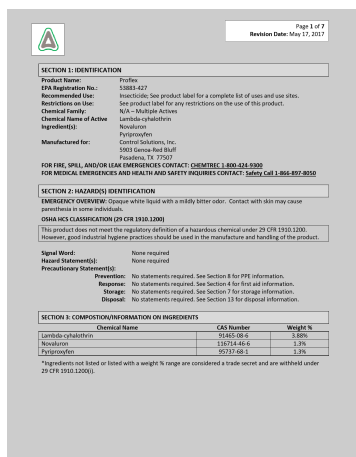 Page 1 of 7
Revision Date: May 17, 2017
SECTION 1: IDENTIFICATION
Product Name: Proflex
EPA Registration No.: 53883-427
Recommended Use: Insecticide; See product label for a complete list of uses and use sites.
Restrictions on Use: See product label for any restrictions on the use of this product.
Chemical Family: N/A – Multiple Actives
Chemical Name of Active Lambda-cyhalothrin
Ingredient(s): Novaluron
Pyriproxyfen
Manufactured for: Control Solutions, Inc.
5903 Genoa-Red Bluff
Pasadena, TX 77507
FOR FIRE, SPILL, AND/OR LEAK EMERGENCIES CONTACT: CHEMTREC 1-800-424-9300
FOR MEDICAL EMERGENCIES AND HEALTH AND SAFETY INQUIRIES CONTACT: Safety Call 1-866-897-8050
SECTION 2: HAZARD(S) IDENTIFICATION
EMERGENCY OVERVIEW: Opaque white liquid with a mildly bitter odor. Contact with skin may cause
paresthesia in some individuals.
OSHA HCS CLASSIFICATION (29 CFR 1910.1200)
This product does not meet the regulatory definition of a hazardous chemical under 29 CFR 1910.1200.
However, good industrial hygiene practices should be used in the manufacture and handling of the product.
Signal Word: None required
Hazard Statement(s): None required
Precautionary Statement(s):
Prevention: No statements required. See Section 8 for PPE information.
Response: No statements required. See Section 4 for first aid information.
Storage: No statements required. See Section 7 for storage information.
Disposal: No statements required. See Section 13 for disposal information.
SECTION 3: COMPOSTION/INFORMATION ON INGREDIENTS
Chemical Name CAS Number Weight %
Lambda-cyhalothrin 91465-08-6 3.88%
Novaluron 116714-46-6 1.3%
Pyriproxyfen 95737-68-1 1.3%
*Ingredients not listed or listed with a weight % range are considered a trade secret and are withheld under
29 CFR 1910.1200(i).